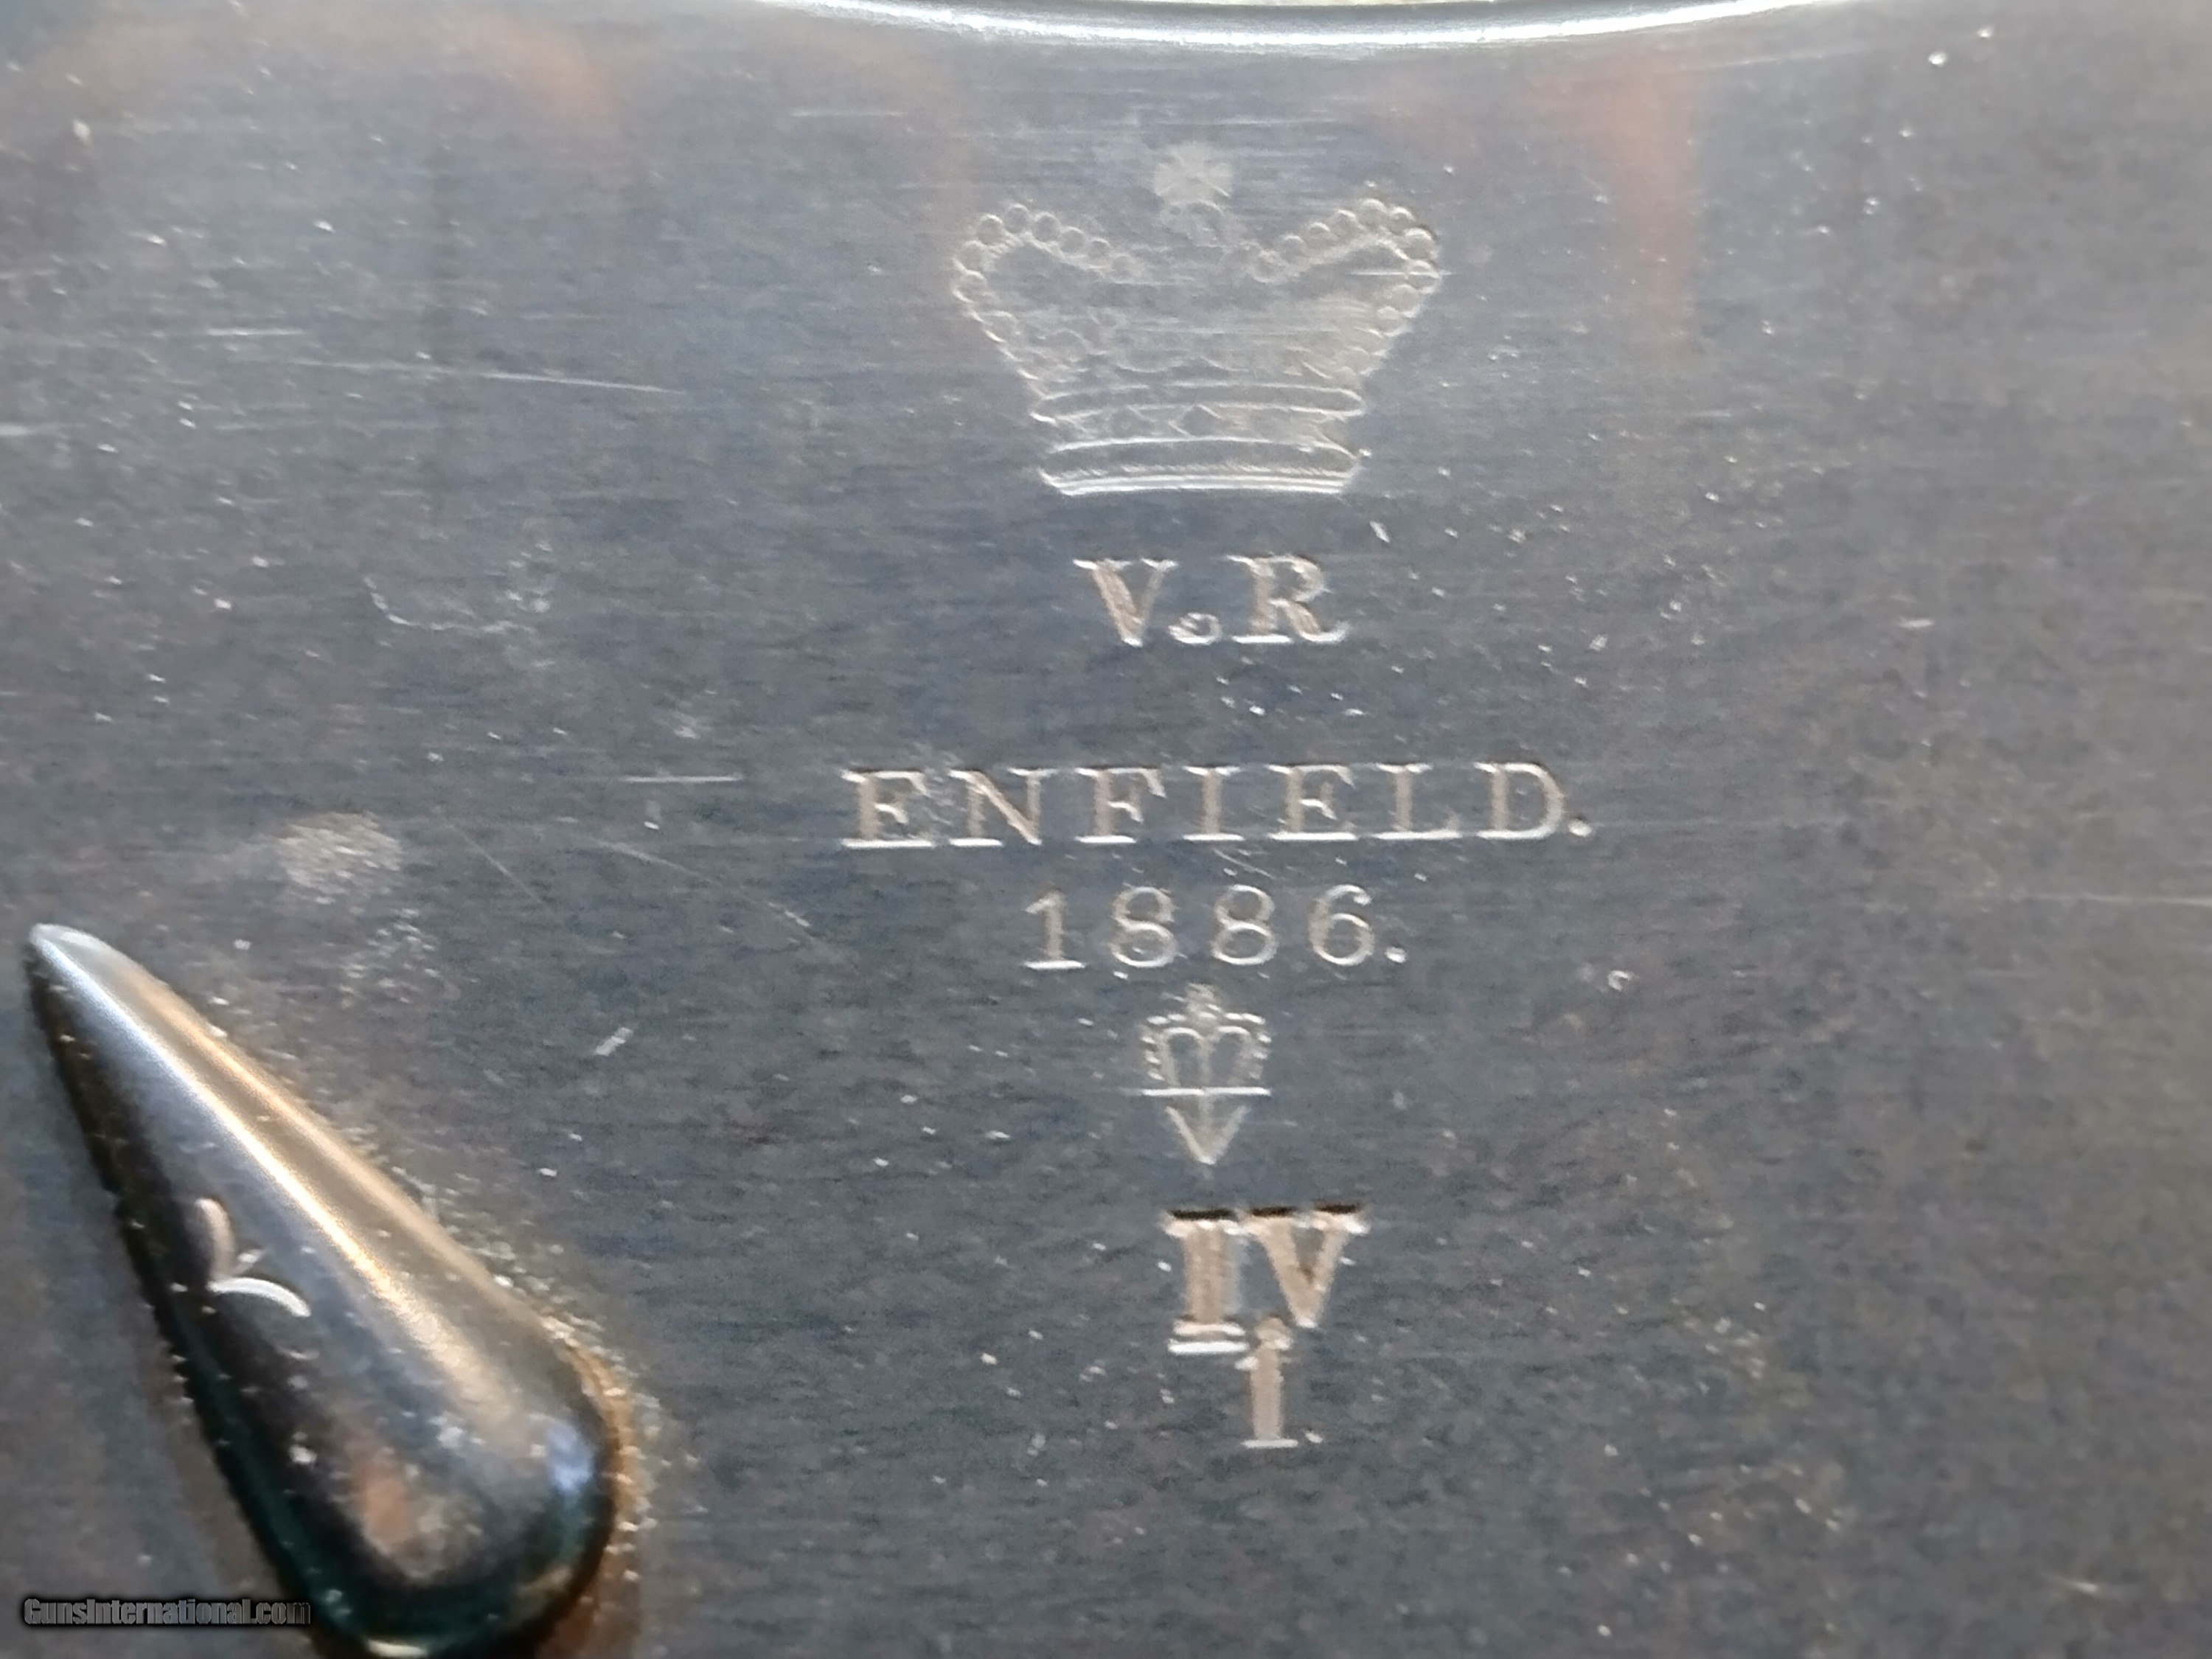 V.R
ENFIELD.
1886.
IV
1
GunsInternational.com